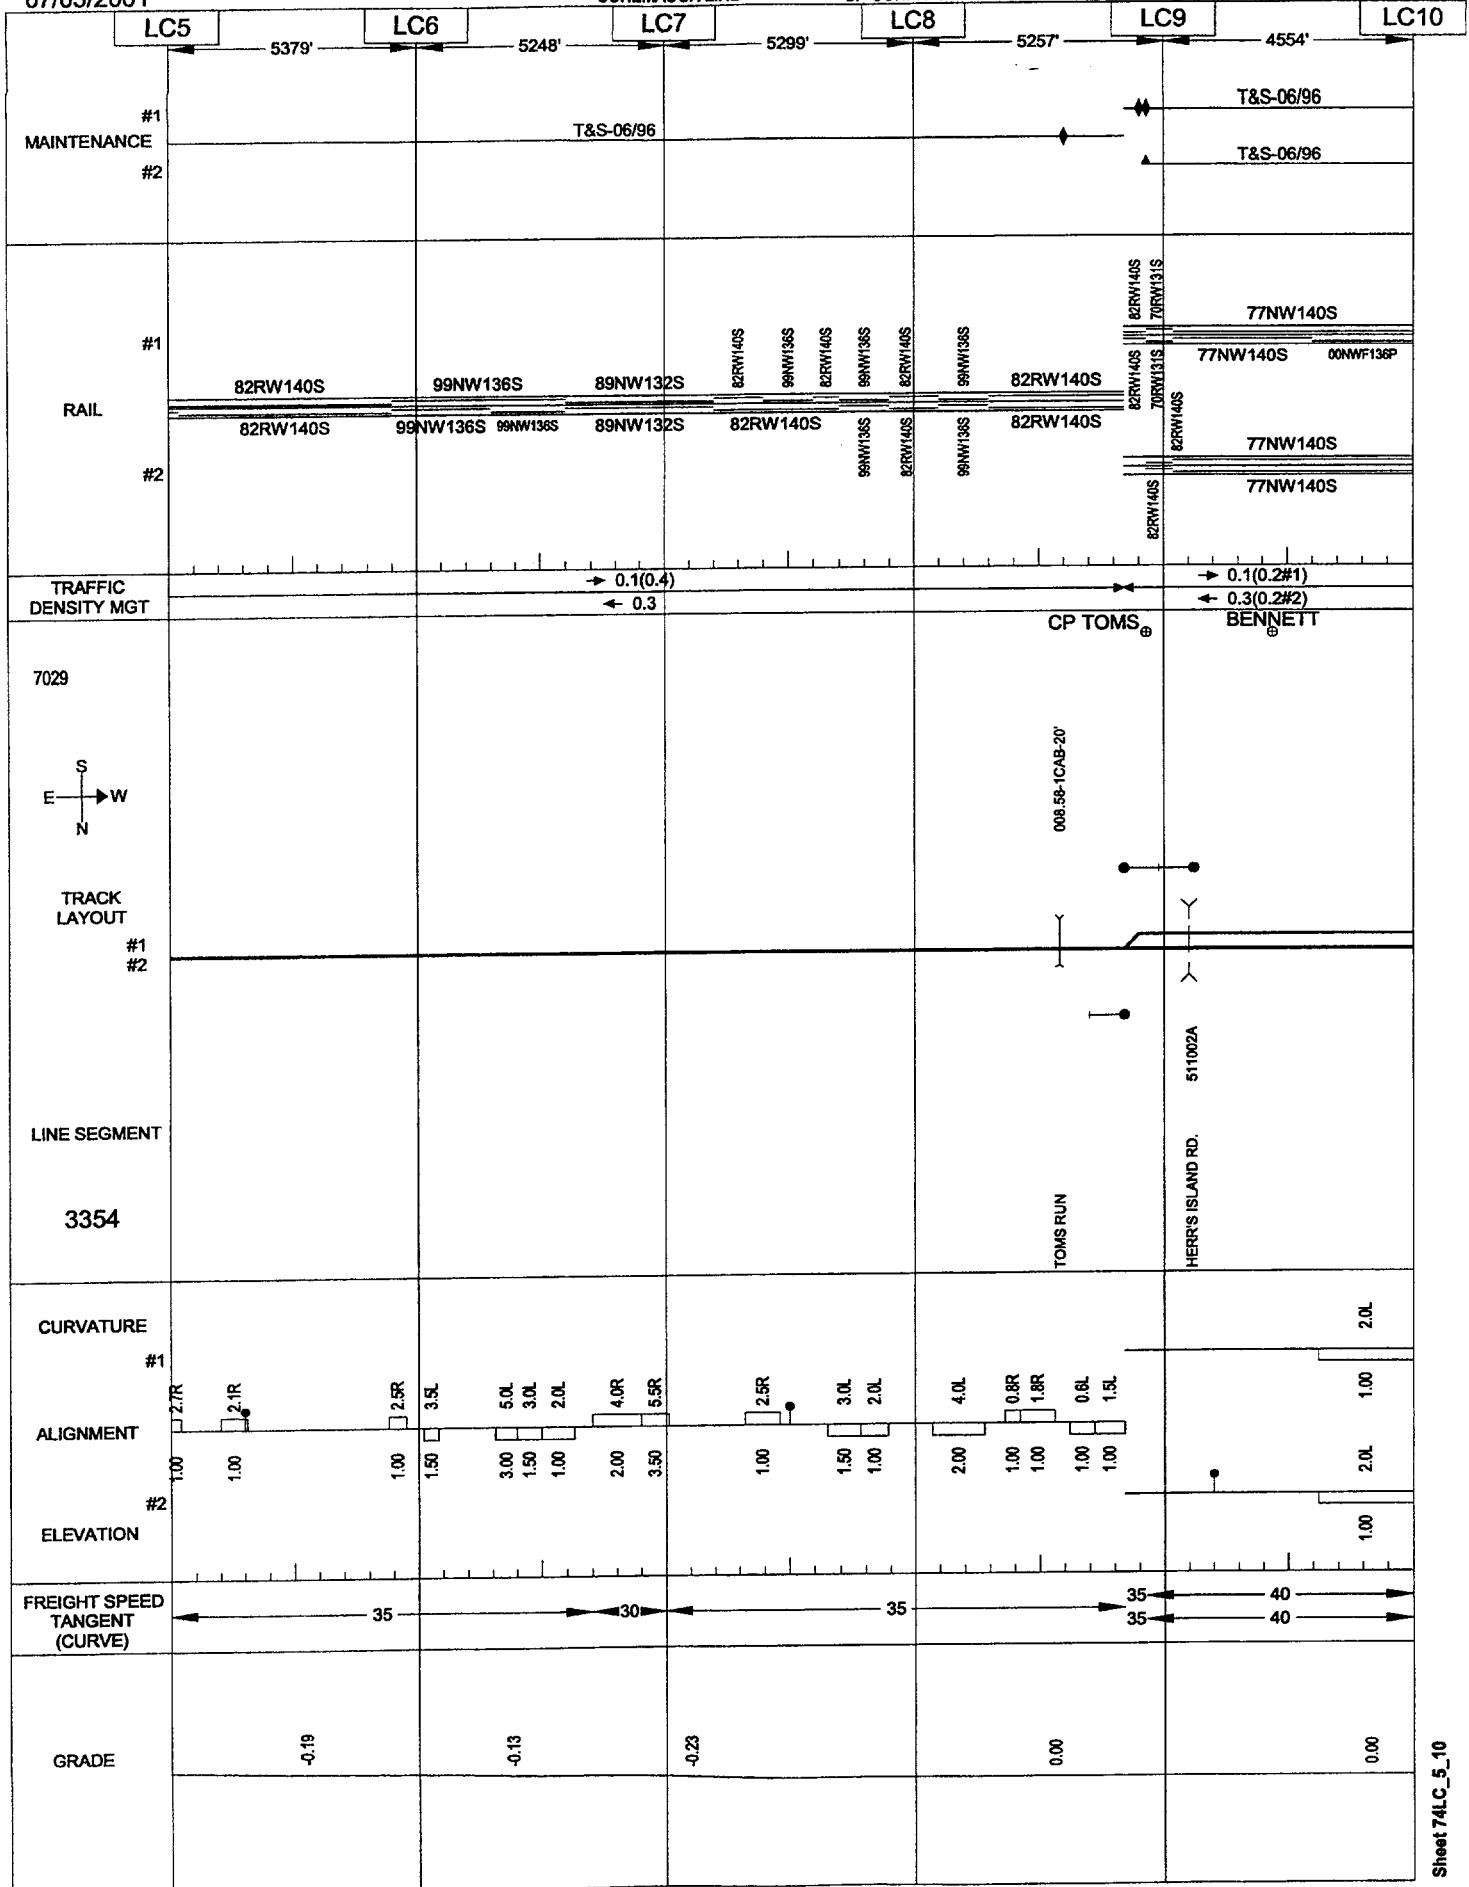 07/03/2001
LC5
LC6
LC7
LC8
LC9
LC10
5379'
5248'
5299'
5257'
4554'
#1
MAINTENANCE
#2
T&S-06/96
T&S-06/96
T&S-06/96
#1
RAIL
#2
82RW140S
99NW136S
89NW132S
82RW140S
99NW136S
82RW140S
99NW136S
82RW140S
99NW136S
82RW140S
82RW140S
99NW136S
99NW136S
89NW132S
82RW140S
99NW136S
82RW140S
99NW136S
82RW140S
82RW140S
70RW131S
77NW140S
82RW140S
70RW131S
77NW140S
00NWF136P
82RW140S
77NW140S
82RW140S
77NW140S
TRAFFIC
DENSITY MGT
0.1(0.4)
0.3
0.1(0.2#1)
0.3(0.2#2)
CP TOMS
BENNETT
7029
S
E W
N
008.58-1CAB-20'
TRACK
LAYOUT
#1
#2
511002A
LINE SEGMENT
3354
TOMS RUN
HERR'S ISLAND RD.
CURVATURE
#1
ALIGNMENT
#2
ELEVATION
2.7R
2.1R
2.5R
3.5L
5.0L
3.0L
2.0L
4.0R
5.5R
2.5R
3.0L
2.0L
4.0L
0.8R
1.8R
0.6L
1.5L
2.0L
1.00
1.00
1.00
1.50
3.00
1.50
1.00
2.00
3.50
1.00
1.50
1.00
2.00
1.00
1.00
1.00
1.00
1.00
2.0L
1.00
FREIGHT SPEED
TANGENT
(CURVE)
35
30
35
35
40
35
40
GRADE
-0.19
-0.13
-0.23
0.00
0.00
Sheet 74LC_5_10